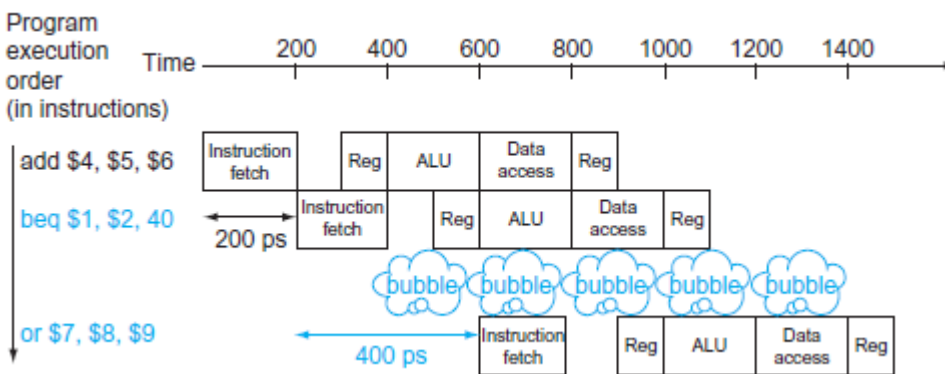 Program
execution
order
(in instructions)
Time
200 400 600 800 1000 1200 1400
add $4, $5, $6
Instruction
fetch
Reg
ALU
Data
access
Reg
beq $1, $2, 40
200 ps
Instruction
fetch
Reg
ALU
Data
access
Reg
bubble bubble bubble bubble bubble
or $7, $8, $9
400 ps
Instruction
fetch
Reg
ALU
Data
access
Reg